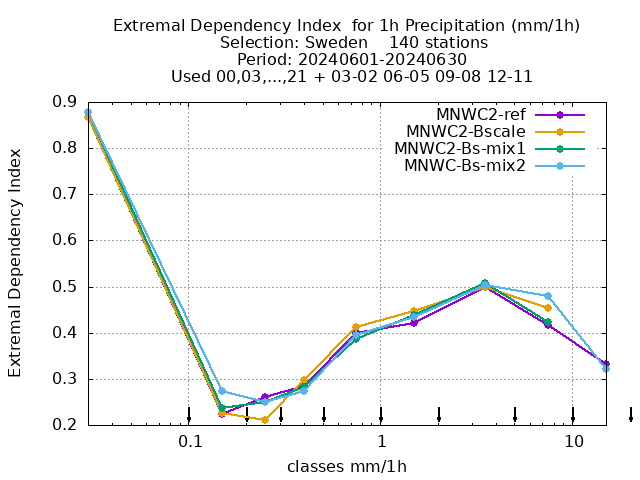 Extremal Dependency Index  for 1h Precipitation (mm/1h)
Selection: Sweden    140 stations
Period: 20240601-20240630
Used 00,03,...,21 + 03-02 06-05 09-08 12-11
MNWC2-ref
MNWC2-Bscale
MNWC2-Bs-mix1
MNWC-Bs-mix2
Extremal Dependency Index
0.9
0.8
0.7
0.6
0.5
0.4
0.3
0.2
0.1 1 10
classes mm/1h